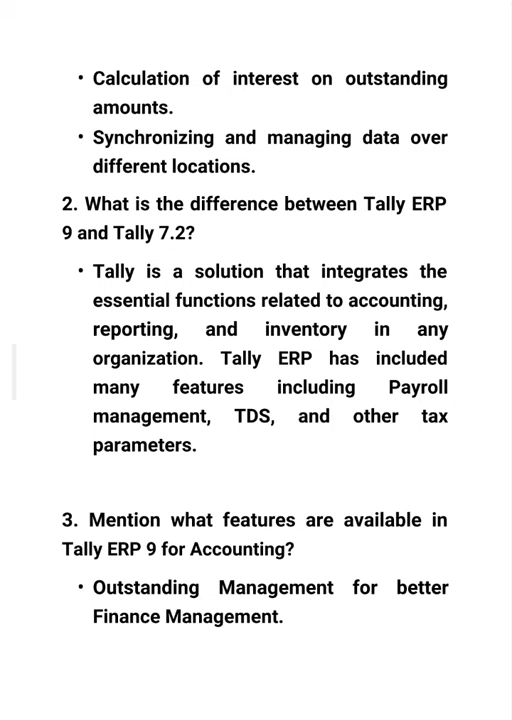 • Calculation of interest on outstanding
amounts.
• Synchronizing and managing data over
different locations.
2. What is the difference between Tally ERP
9 and Tally 7.2?
• Tally is a solution that integrates the
essential functions related to accounting,
reporting, and inventory in any
organization. Tally ERP has included
many features including Payroll
management, TDS, and other tax
parameters.
3. Mention what features are available in
Tally ERP 9 for Accounting?
• Outstanding Management for better
Finance Management.